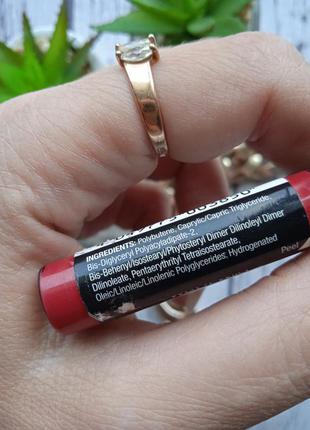 INGREDIENTS: Polybutene, Caprylic/Capric Triglyceride,
Bis-Diglyceryl Polyacyladipate-2,
Bis-Behenyl/Isostearyl/Phytosteryl Dimer Dilinoleyl Dimer
Dilinoleate, Pentaerythrityl Tetraisostearate,
Oleic/Linoleic/Linolenic Polyglycerides, Hydrogenated
Peel